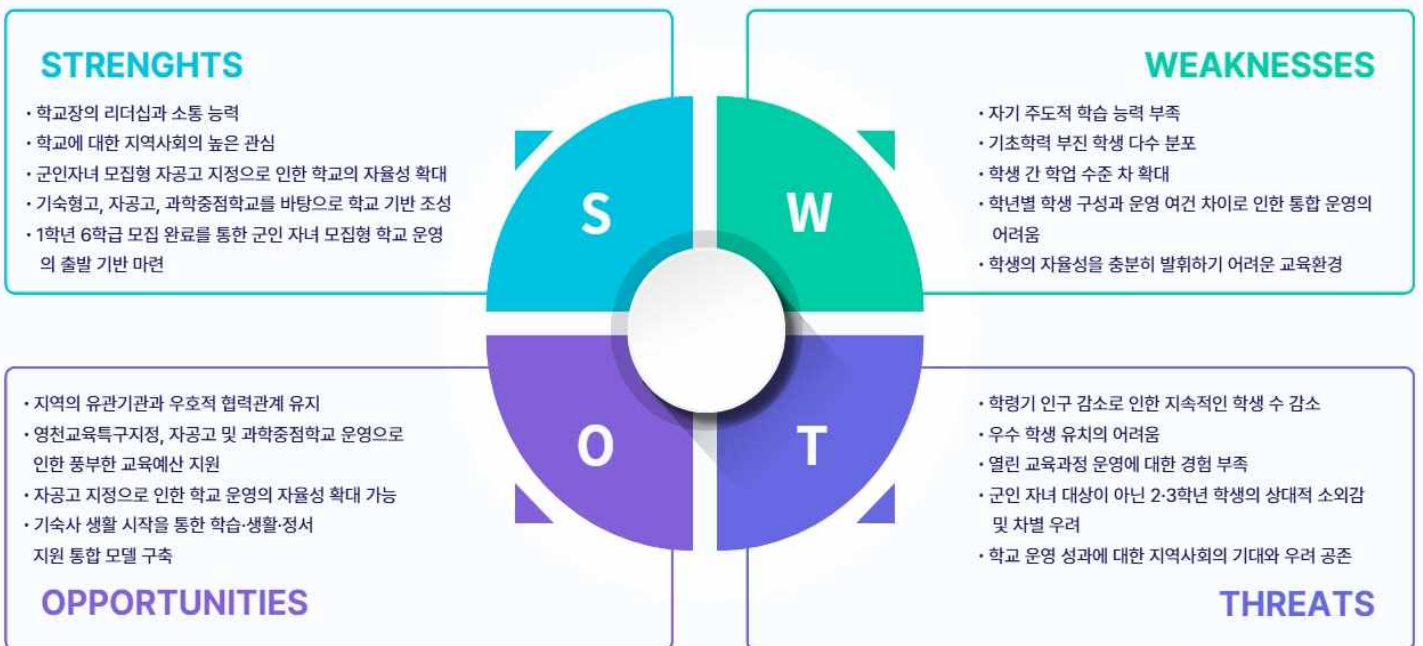 STRENGHTS
· 학교장의 리더십과 소통 능력
· 학교에 대한 지역사회의 높은 관심
· 군인자녀 모집형 자공고 지정으로 인한 학교의 자율성 확대
· 기숙형고, 자공고, 과학중점학교를 바탕으로 학교 기반 조성
· 1학년 6학급 모집 완료를 통한 군인 자녀 모집형 학교 운영
의 출발 기반 마련
WEAKNESSES
· 자기 주도적 학습 능력 부족
· 기초학력 부진 학생 다수 분포
· 학생 간 학업 수준 차 확대
· 학년별 학생 구성과 운영 여건 차이로 인한 통합 운영의
어려움
· 학생의 자율성을 충분히 발휘하기 어려운 교육환경
S
W
O
T
· 지역의 유관기관과 우호적 협력관계 유지
· 영천교육특구지정, 자공고 및 과학중점학교 운영으로
인한 풍부한 교육예산 지원
· 자공고 지정으로 인한 학교 운영의 자율성 확대 가능
· 기숙사 생활 시작을 통한 학습·생활·정서
지원 통합 모델 구축
OPPORTUNITIES
· 학령기 인구 감소로 인한 지속적인 학생 수 감소
· 우수 학생 유치의 어려움
· 열린 교육과정 운영에 대한 경험 부족
· 군인 자녀 대상이 아닌 2·3학년 학생의 상대적 소외감
및 차별 우려
· 학교 운영 성과에 대한 지역사회의 기대와 우려 공존
THREATS